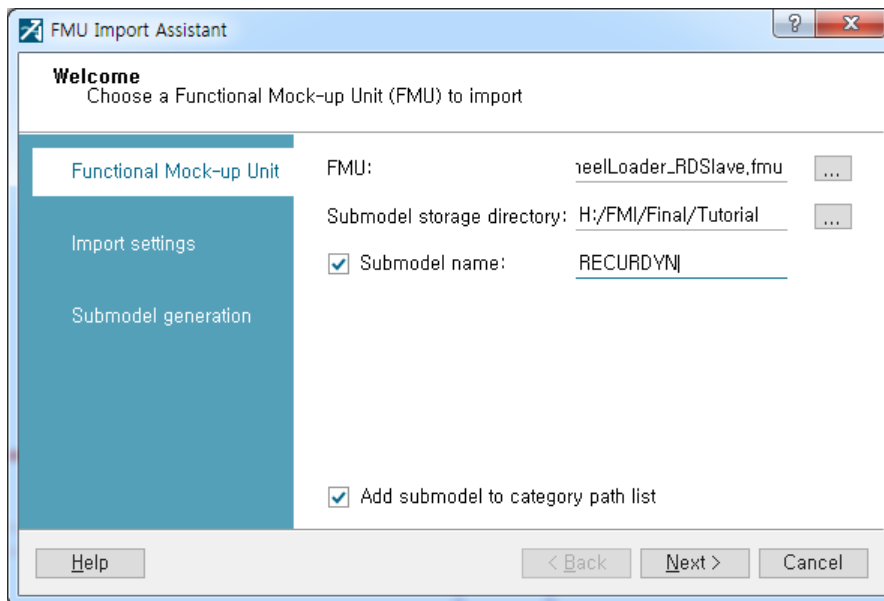 FMU Import Assistant
Welcome
Choose a Functional Mock-up Unit (FMU) to import
Functional Mock-up Unit
Import settings
Submodel generation
FMU: heelLoader_RDSlave.fmu ...
Submodel storage directory: H:/FMI/Final/Tutorial ...
Submodel name: RECURDYN
Add submodel to category path list
Help < Back Next > Cancel